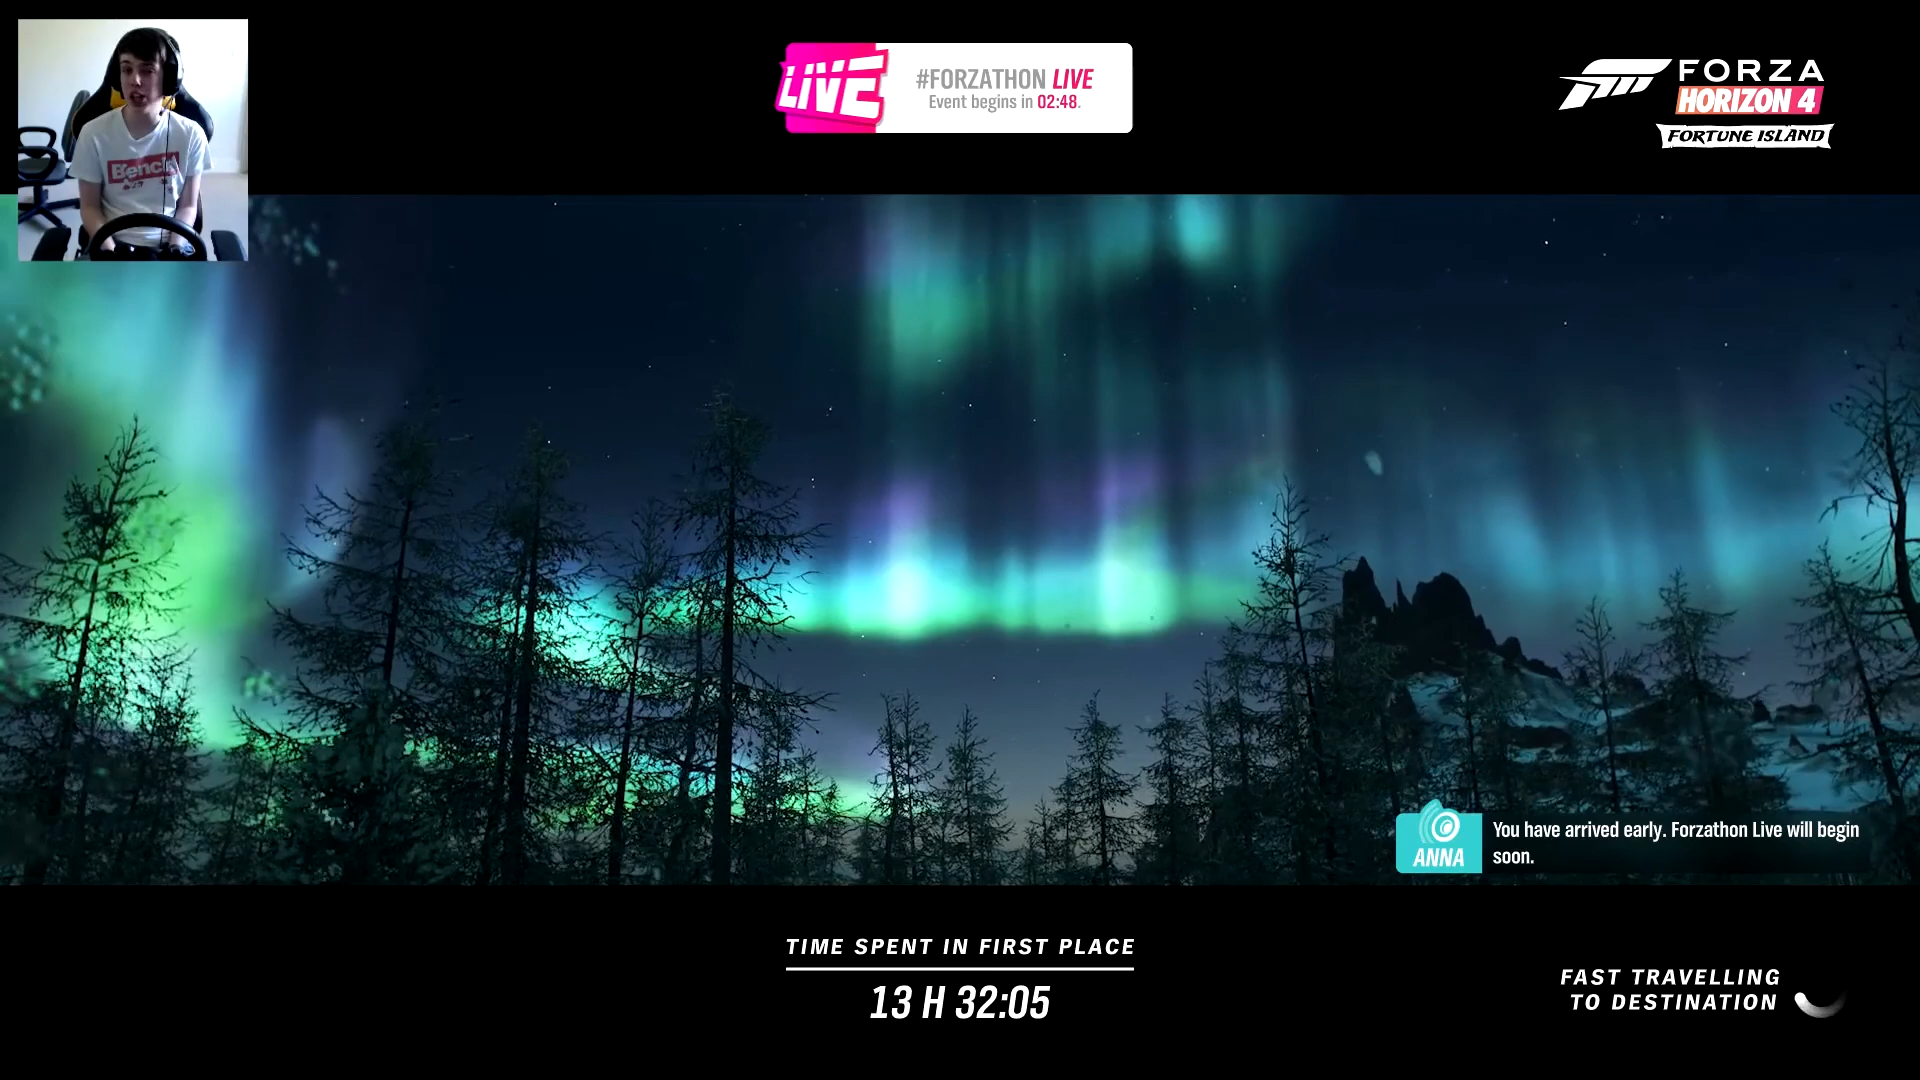 LIVE
#FORZATHON LIVE
Event begins in 02:48.
FORZA
HORIZON 4
FORTUNE ISLAND
Bench
You have arrived early. Forzathon Live will begin
soon.
ANNA
TIME SPENT IN FIRST PLACE
13 H 32:05
FAST TRAVELLING
TO DESTINATION